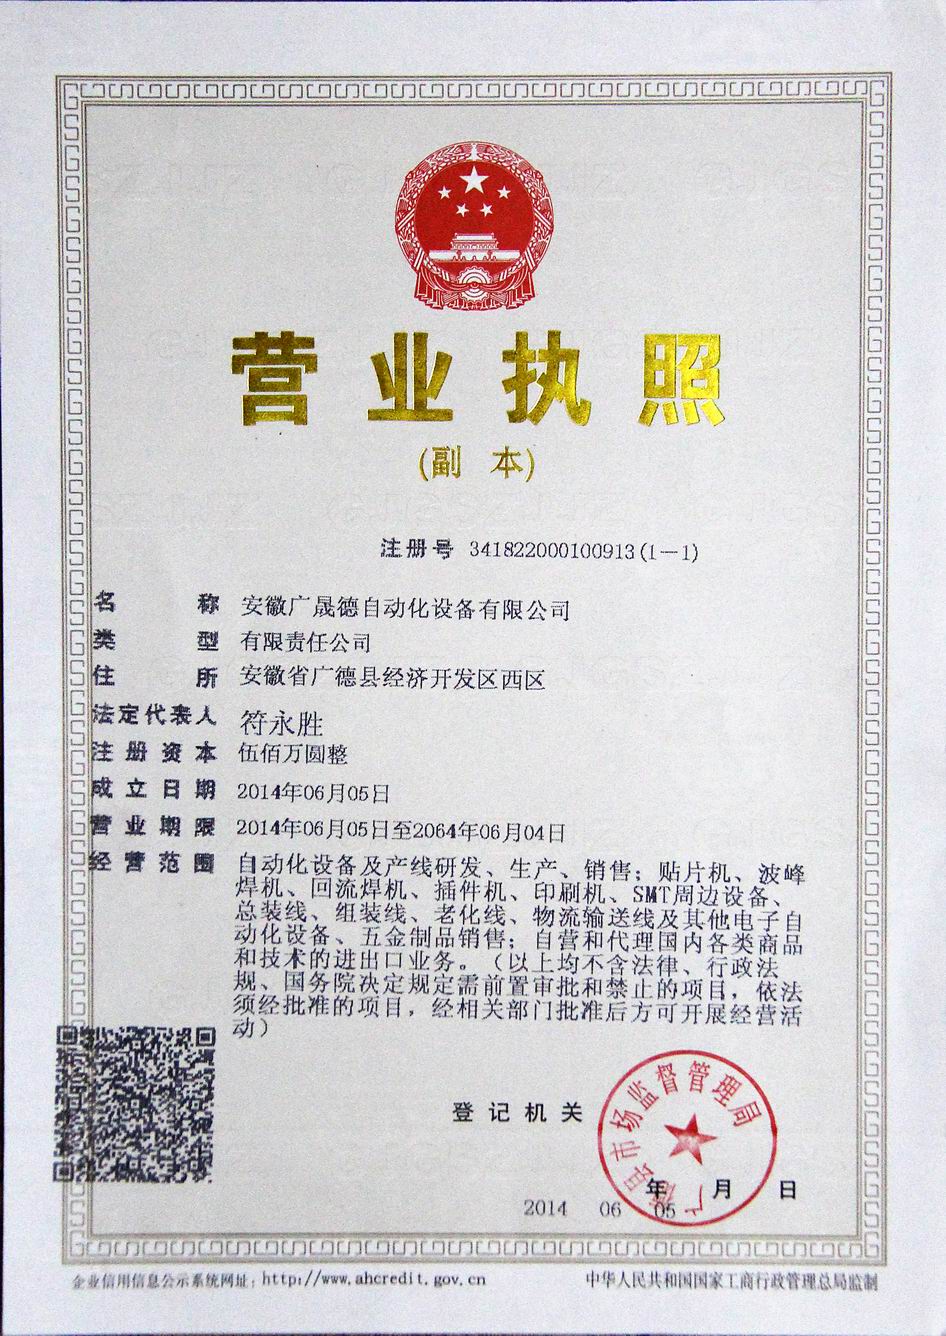 营业执照
(副 本)
注册号 341822000100913(1-1)
名称 安徽广晟德自动化设备有限公司
类型 有限责任公司
住所 安徽省广德县经济开发区西区
法定代表人 符永胜
注册资本 伍佰万圆整
成立日期 2014年06月05日
营业期限 2014年06月05日至2064年06月04日
经营范围 自动化设备及产线研发、生产、销售；贴片机、波峰
焊机、回流焊机、插件机、印刷机、SMT周边设备、
总装线、组装线、老化线、物流输送线及其他电子自
动化设备、五金制品销售；自营和代理国内各类商品
和技术的进出口业务。（以上均不含法律、行政法
规、国务院决定规定需前置审批和禁止的项目，依法
须经批准的项目，经相关部门批准后方可开展经营活
动）
登记机关
广德县市场监督管理局
年 月 日
2014 06 05
企业信用信息公示系统网址：http://www.ahcredit.gov.cn
中华人民共和国国家工商行政管理总局监制